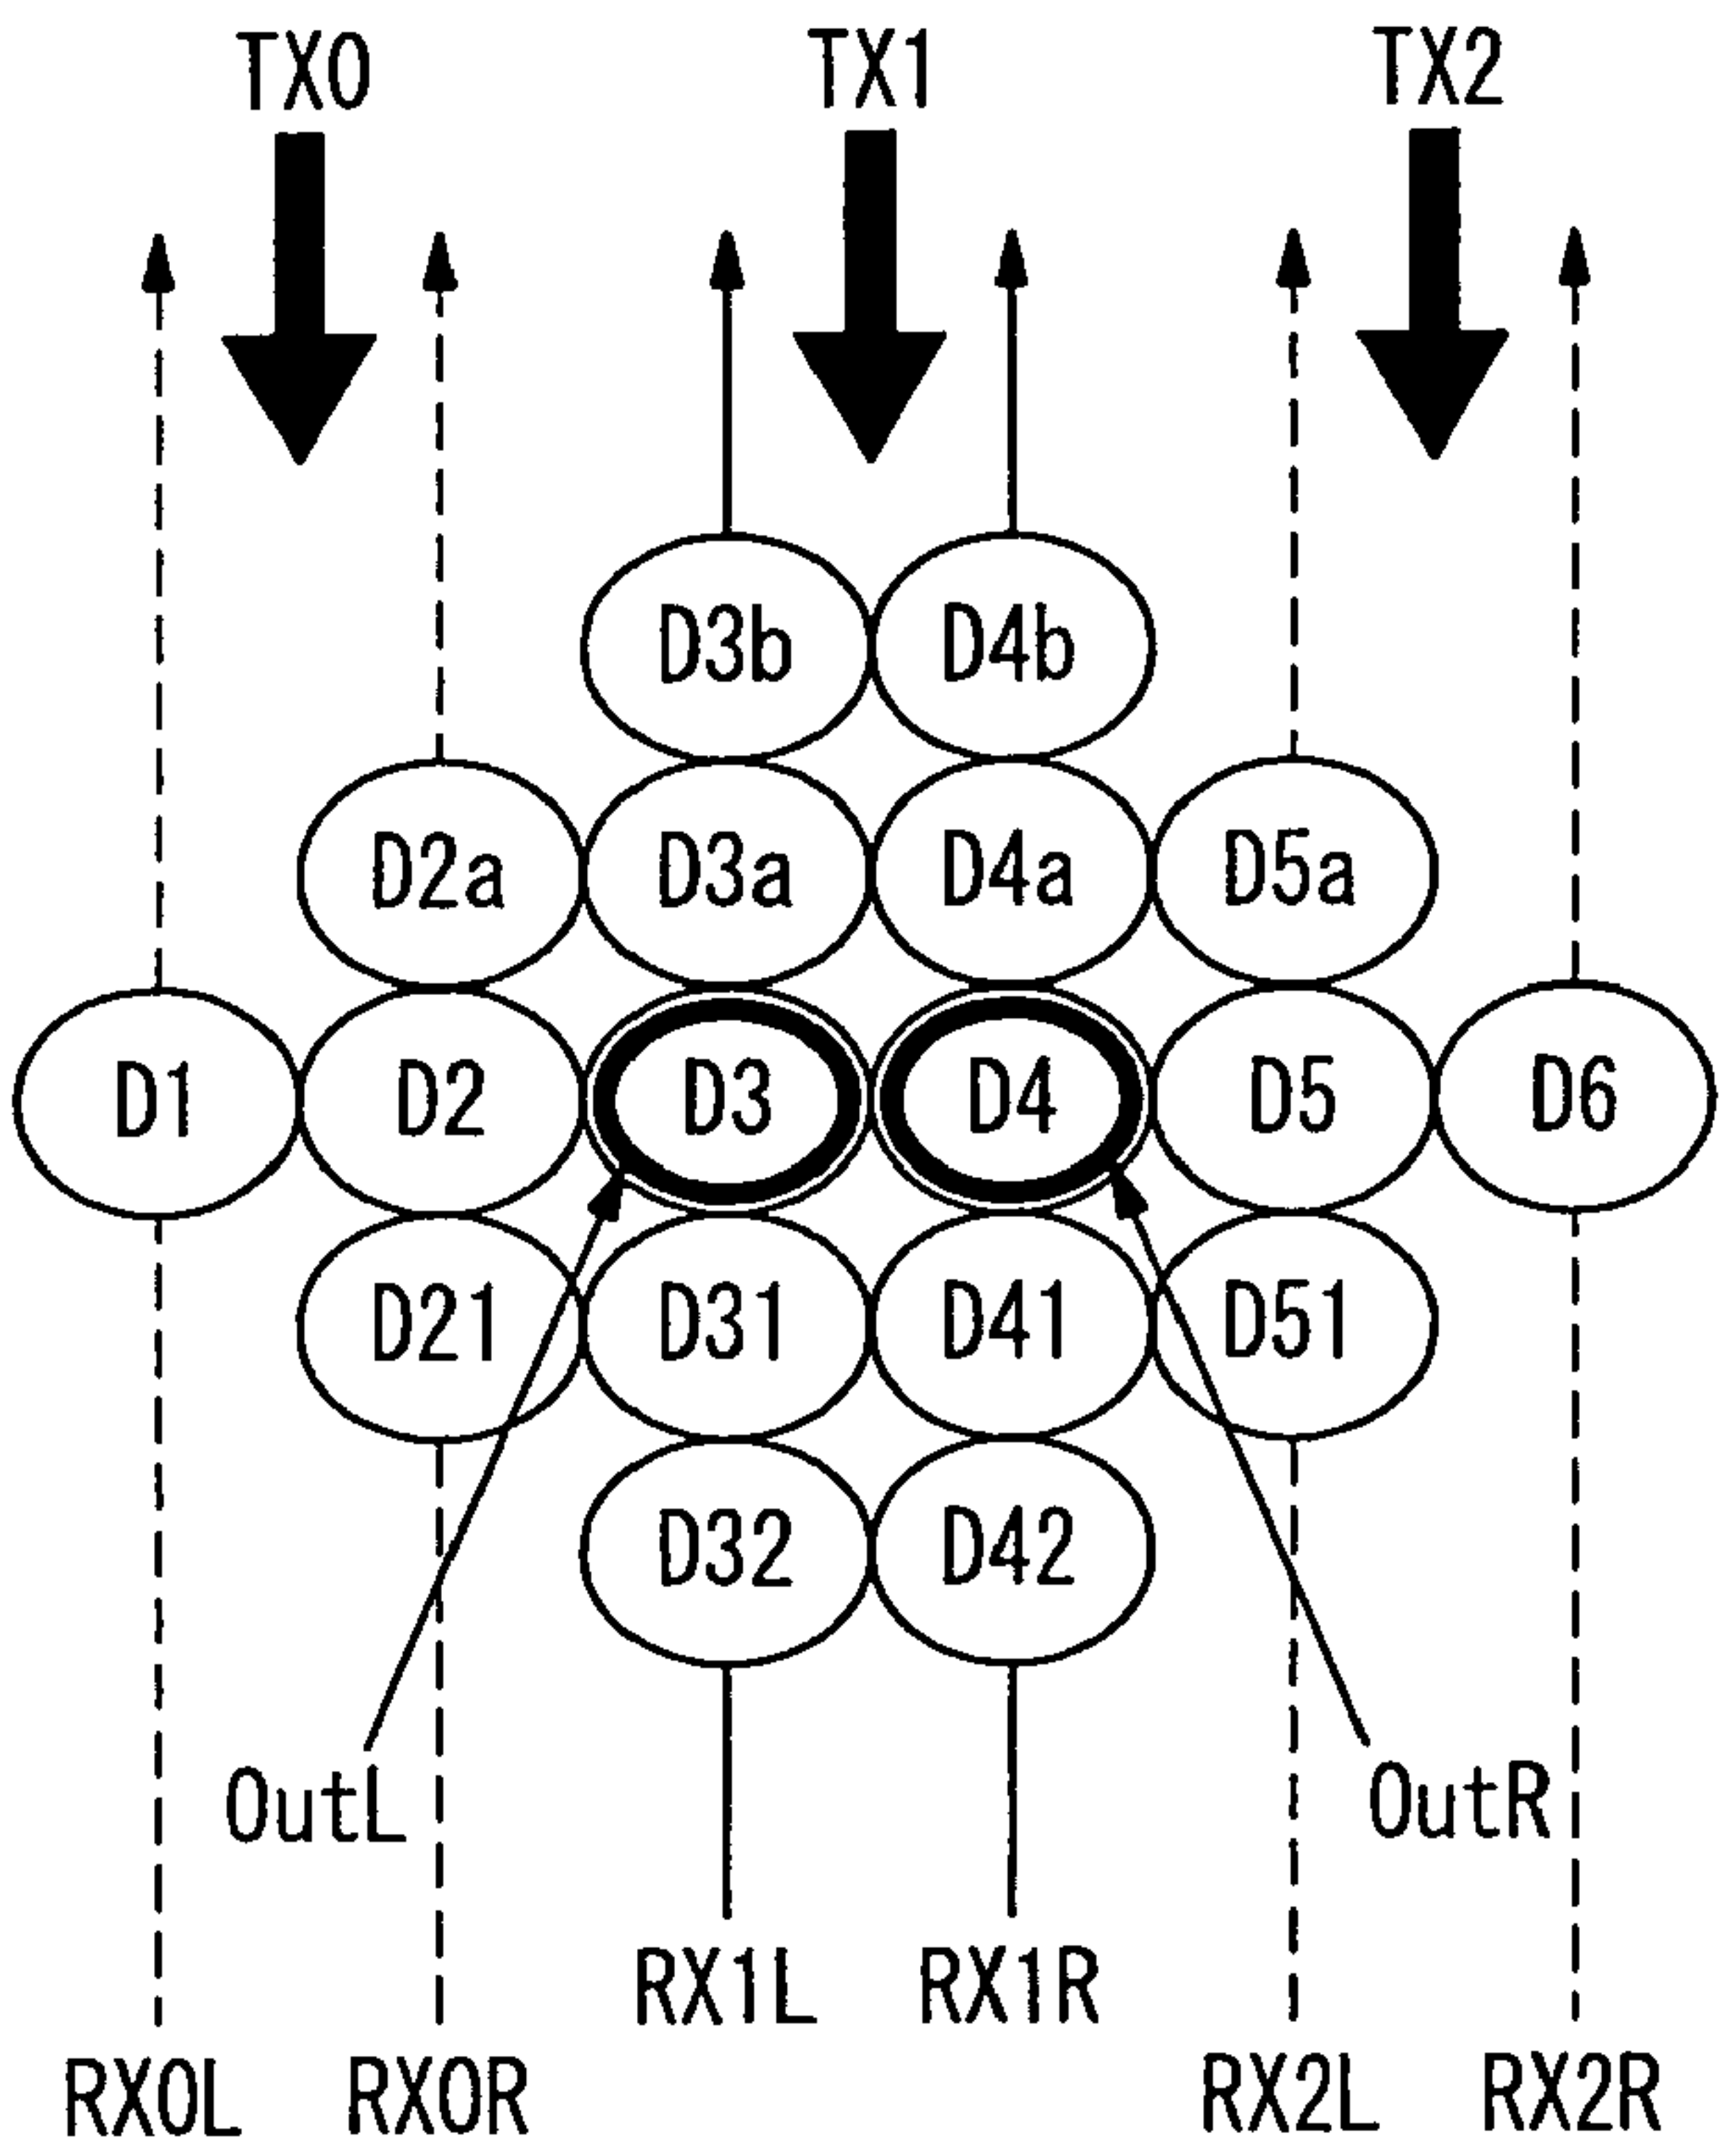 TX0 TX1 TX2
D3b D4b
D2a D3a D4a D5a
D1 D2 D3 D4 D5 D6
D21 D31 D41 D51
D32 D42
OutL OutR
RX1L RX1R
RX0L RX0R RX2L RX2R